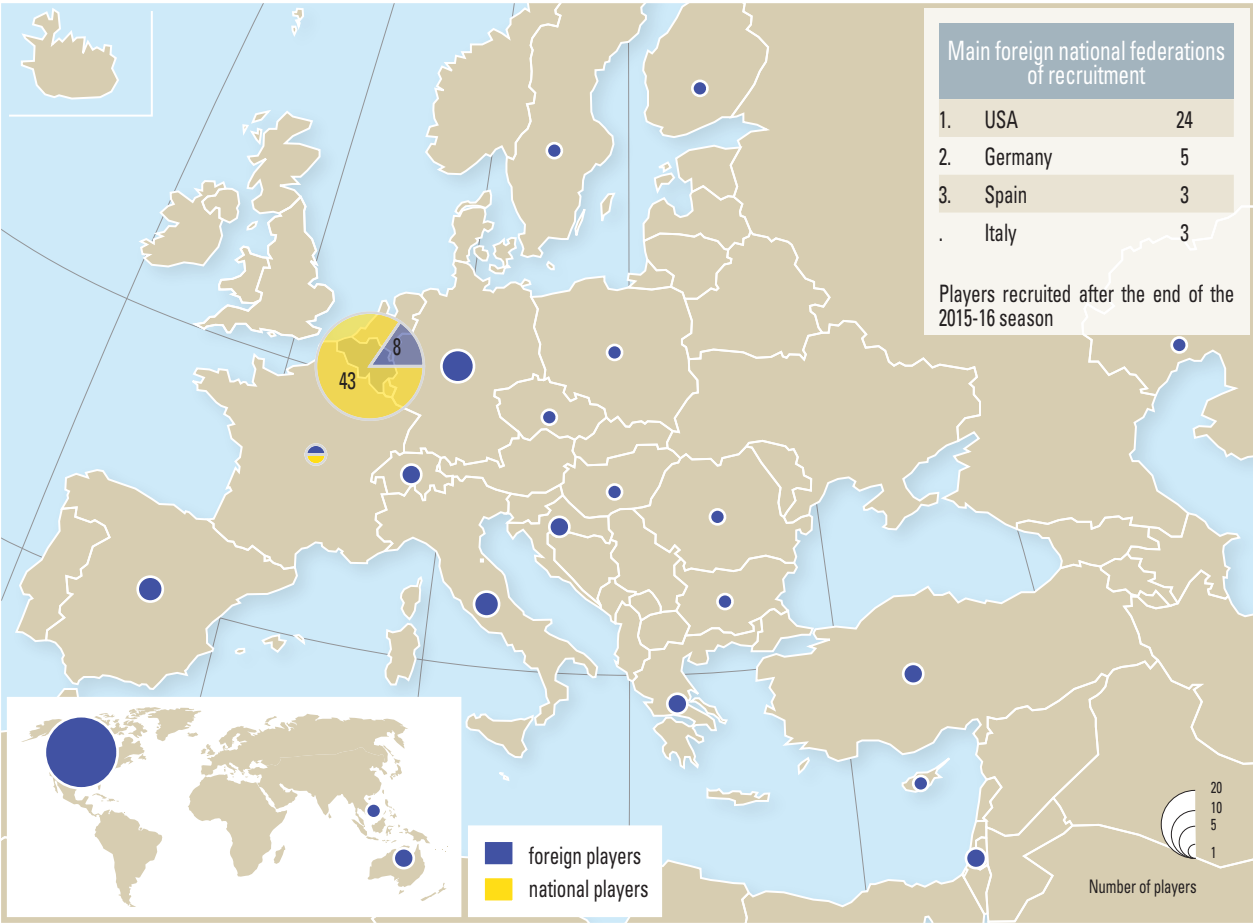 Main foreign national federations
of recruitment
1. USA 24
2. Germany 5
3. Spain 3
. Italy 3
Players recruited after the end of the
2015-16 season
8
43
foreign players
national players
20
10
5
1
Number of players